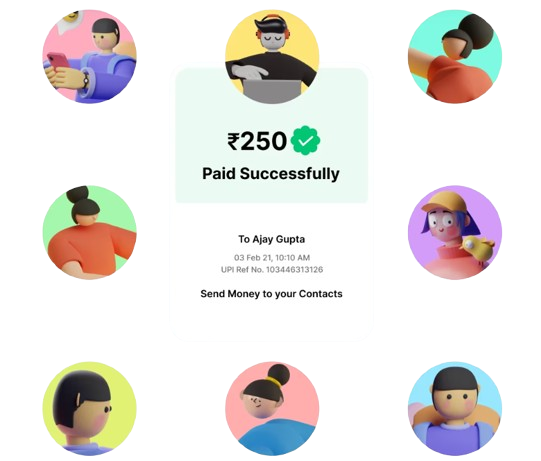 ₹250
Paid Successfully
To Ajay Gupta
03 Feb 21, 10:10 AM
UPI Ref No. 103446313126
Send Money to your Contacts